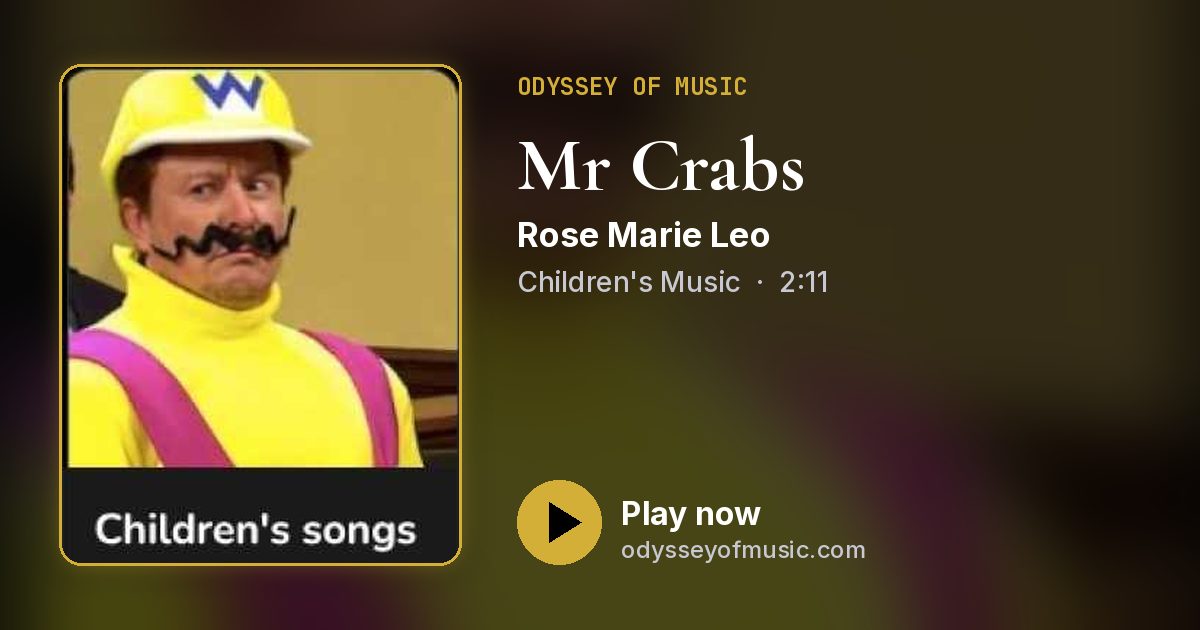 W
Children's songs
ODYSSEY OF MUSIC
Mr Crabs
Rose Marie Leo
Children's Music · 2:11
Play now
odysseyofmusic.com